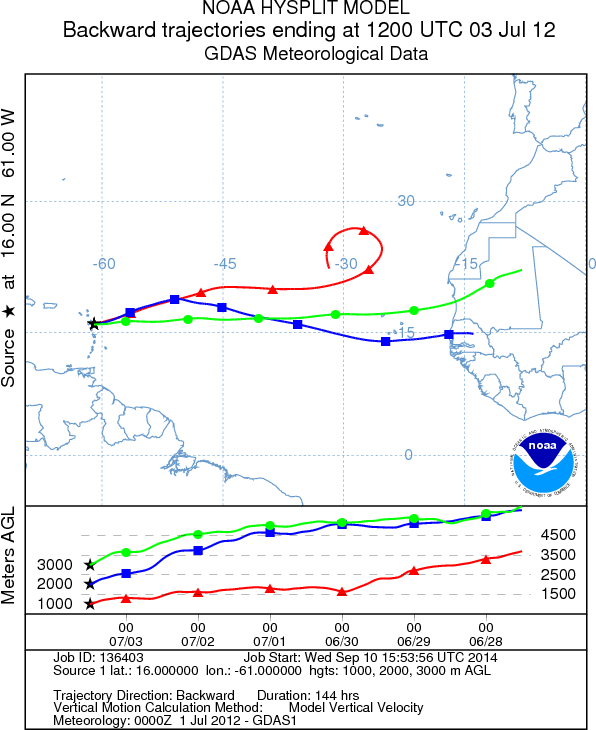 NOAA HYSPLIT MODEL
Backward trajectories ending at 1200 UTC 03 Jul 12
GDAS Meteorological Data
Source ★ at 16.00 N 61.00 W
30
-60 -45 -30 -15 0
15
0
noaa
Meters AGL
3000
2000
1000
4500
3500
2500
1500
00 00 00 00 00 00
07/03 07/02 07/01 06/30 06/29 06/28
Job ID: 136403 Job Start: Wed Sep 10 15:53:56 UTC 2014
Source 1 lat.: 16.000000 lon.: -61.000000 hgts: 1000, 2000, 3000 m AGL
Trajectory Direction: Backward Duration: 144 hrs
Vertical Motion Calculation Method: Model Vertical Velocity
Meteorology: 0000Z 1 Jul 2012 - GDAS1